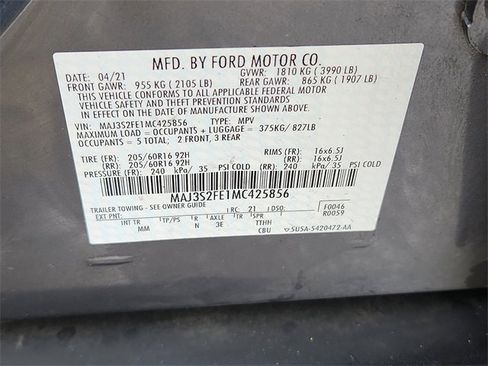 MFD. BY FORD MOTOR CO.
DATE: 04/21 GVWR: 1810 KG ( 3990 LB)
FRONT GAWR: 955 KG ( 2105 LB) REAR GAWR: 865 KG ( 1907 LB)
THIS VEHICLE CONFORMS TO ALL APPLICABLE FEDERAL MOTOR
VEHICLE SAFETY AND THEFT PREVENTION STANDARDS
IN EFFECT ON THE DATE OF MANUFACTURE SHOWN ABOVE.
VIN: MAJ3S2FE1MC425856 TYPE: MPV
MAXIMUM LOAD = OCCUPANTS + LUGGAGE = 375KG/ 827LB
OCCUPANTS = 5 TOTAL; 2 FRONT, 3 REAR
TIRE (FR): 205/60R16 92H RIMS (FR): 16x6.5J
(RR): 205/60R16 92H (RR): 16x6.5J
PRESSURE (FR): 240 kPa/ 35 PSI COLD (RR): 240 kPa/ 35 PSI COLD
MAJ3S2FE1MC425856
TRAILER TOWING - SEE OWNER GUIDE
EXT PNT: RC: 21 DSO: F0046
R0059
INT TR TP/PS R AXLE TR SPR
MM N 3E TTHH
CBU 5U5A-5420472-AA